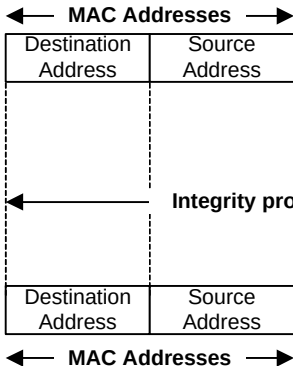 MAC Addresses
Destination Source
Address Address
Integrity pro
Destination Source
Address Address
MAC Addresses